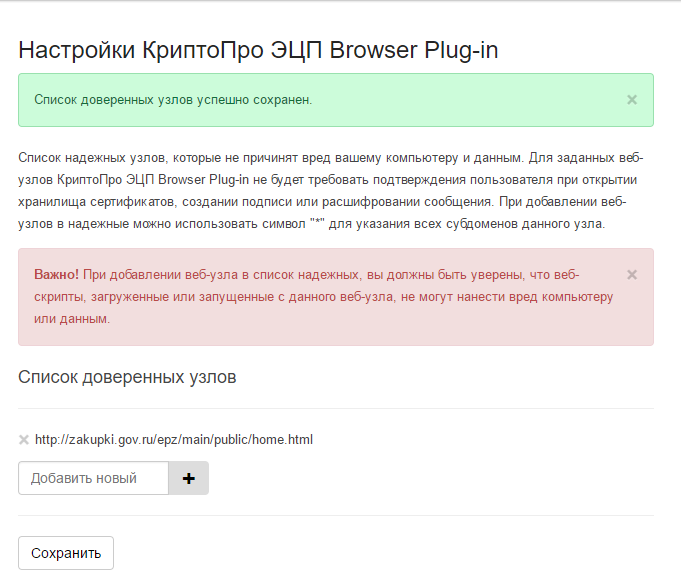 Настройки КриптоПро ЭЦП Browser Plug-in
Список доверенных узлов успешно сохранен.
Список надежных узлов, которые не причинят вред вашему компьютеру и данным. Для заданных веб-
узлов КриптоПро ЭЦП Browser Plug-in не будет требовать подтверждения пользователя при открытии
хранилища сертификатов, создании подписи или расшифровании сообщения. При добавлении веб-
узлов в надежные можно использовать символ "*" для указания всех субдоменов данного узла.
Важно! При добавлении веб-узла в список надежных, вы должны быть уверены, что веб-
скрипты, загруженные или запущенные с данного веб-узла, не могут нанести вред компьютеру
или данным.
Список доверенных узлов
http://zakupki.gov.ru/epz/main/public/home.html
Добавить новый
Сохранить